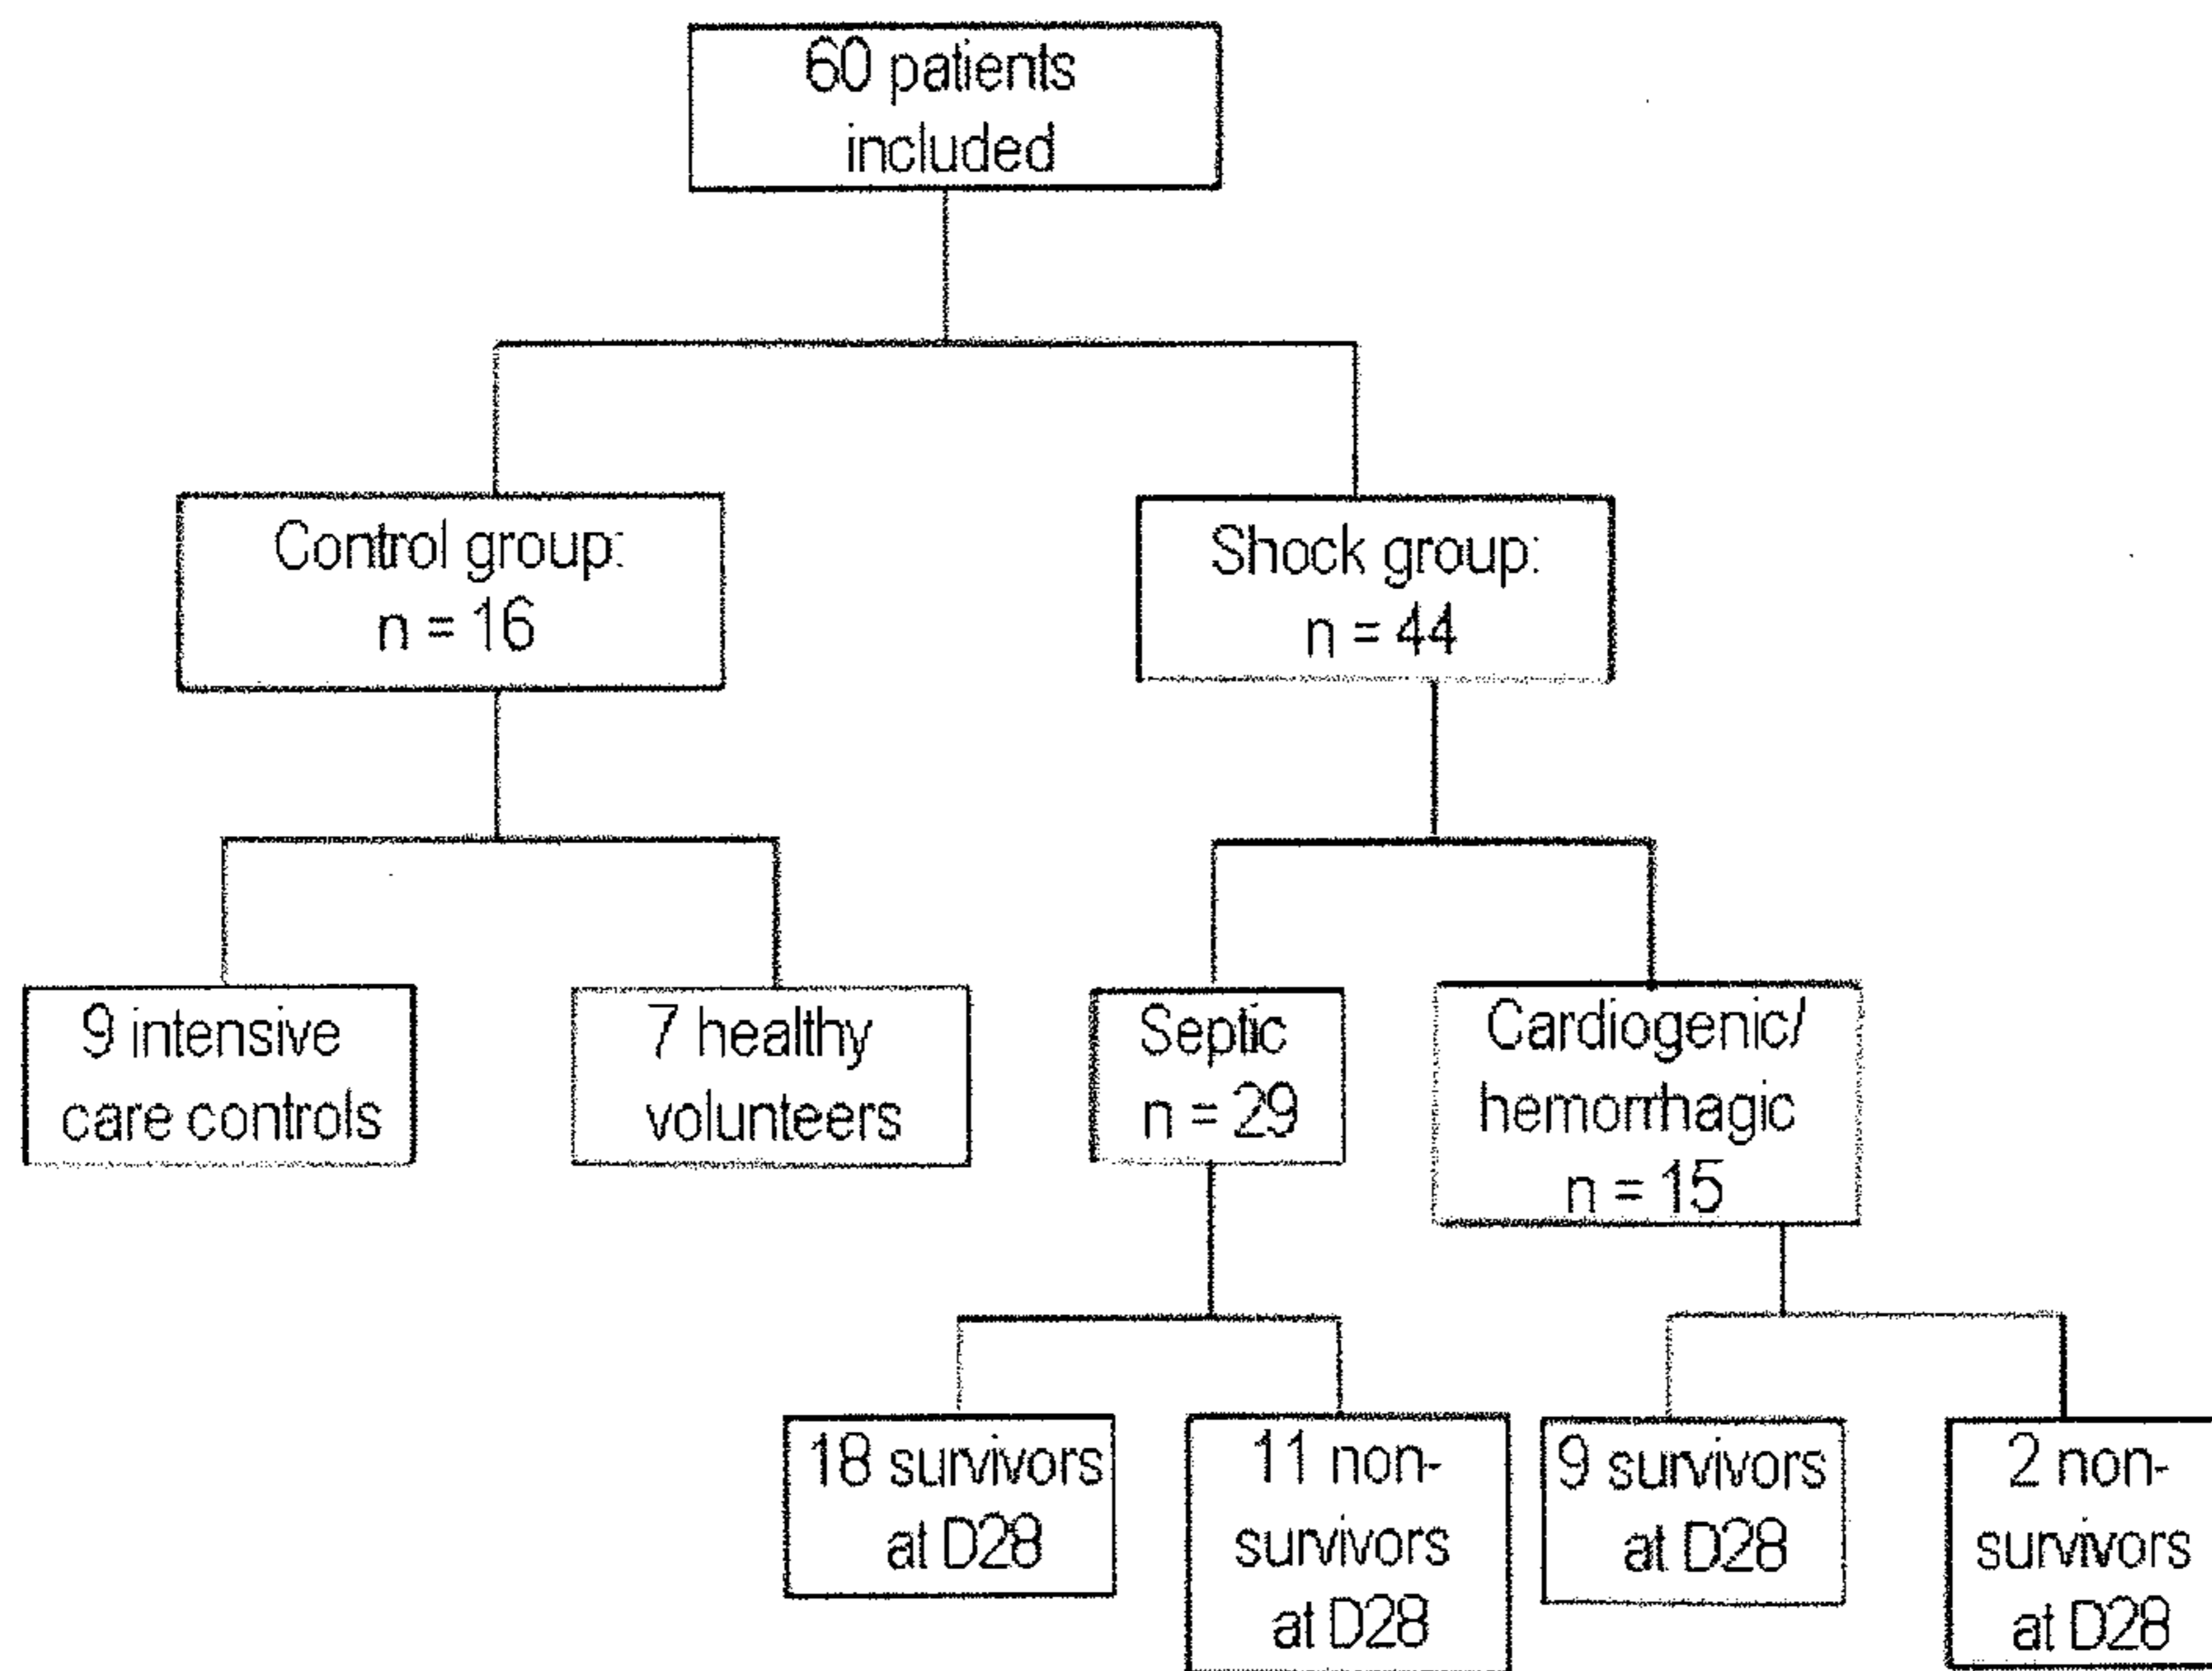 60 patients
included
Control group:
n = 16
Shock group:
n = 44
9 intensive
care controls
7 healthy
volunteers
Septic
n = 29
Cardiogenic/
hemorrhagic
n = 15
18 survivors
at D28
11 non-
survivors
at D28
9 survivors
at D28
2 non-
survivors
at D28